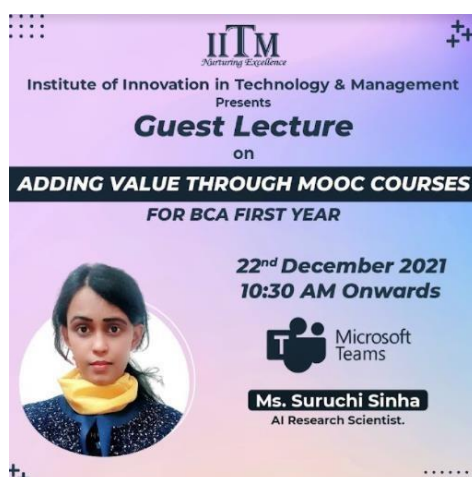 IITM
Nurturing Excellence
Institute of Innovation in Technology & Management
Presents
Guest Lecture
on
ADDING VALUE THROUGH MOOC COURSES
FOR BCA FIRST YEAR
22nd December 2021
10:30 AM Onwards
T
Microsoft
Teams
Ms. Suruchi Sinha
AI Research Scientist.